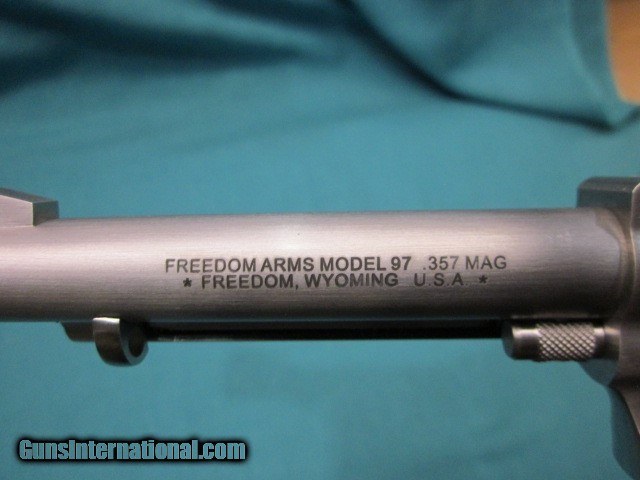 FREEDOM ARMS MODEL 97 .357 MAG
* FREEDOM, WYOMING U.S.A *
GunsInternational.com